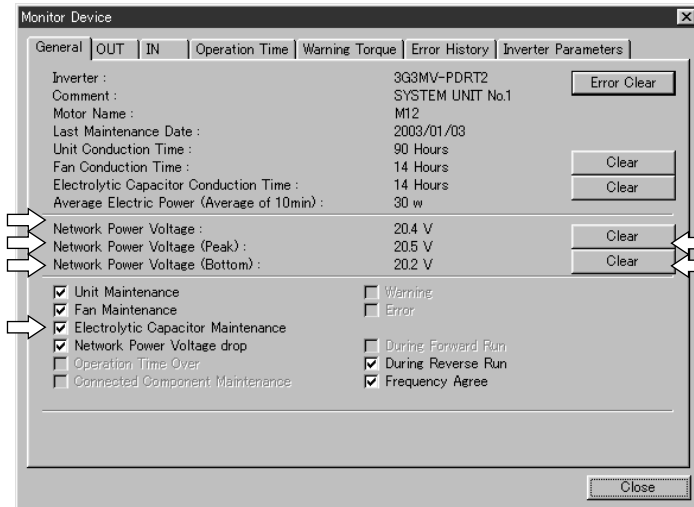 Monitor Device
General OUT IN Operation Time Warning Torque Error History Inverter Parameters
Inverter : 3G3MV-PDRT2 Error Clear
Comment : SYSTEM UNIT No.1
Motor Name : M12
Last Maintenance Date : 2003/01/03
Unit Conduction Time : 90 Hours
Fan Conduction Time : 14 Hours Clear
Electrolytic Capacitor Conduction Time : 14 Hours Clear
Average Electric Power (Average of 10min) : 30 w
Network Power Voltage : 20.4 V Clear
Network Power Voltage (Peak) : 20.5 V
Network Power Voltage (Bottom) : 20.2 V Clear
Unit Maintenance Warning
Fan Maintenance Error
Electrolytic Capacitor Maintenance
Network Power Voltage drop During Forward Run
Operation Time Over During Reverse Run
Connected Component Maintenance Frequency Agree
Close